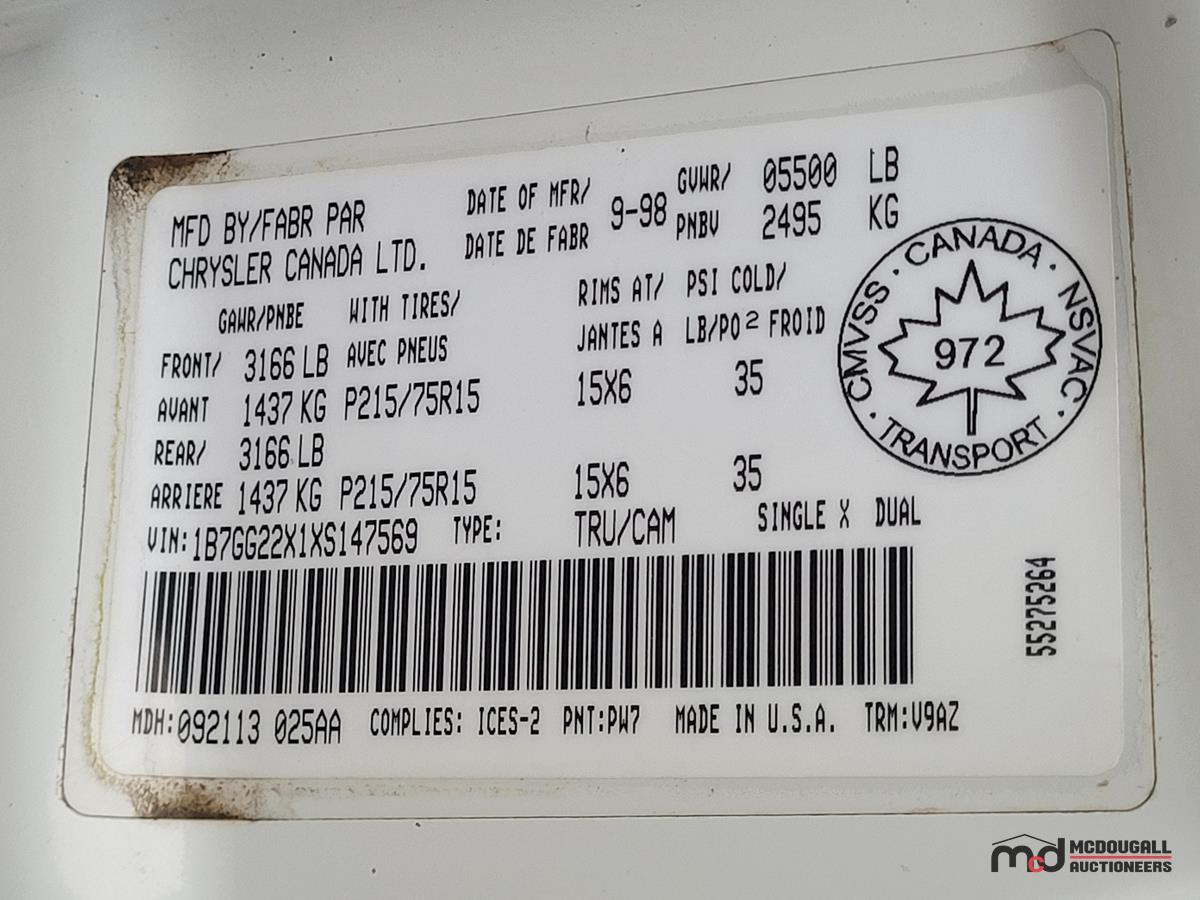 MFD BY/FABR PAR
CHRYSLER CANADA LTD.
DATE OF MFR/
DATE DE FABR
9-98
GVWR/ 05500 LB
PNBV 2495 KG
GAWR/PNBE
WITH TIRES/
AVEC PNEUS
RIMS AT/
JANTES A
PSI COLD/
LB/PO² FROID
FRONT/ 3166 LB
AVANT 1437 KG P215/75R15 15X6 35
REAR/ 3166 LB
ARRIERE 1437 KG P215/75R15 15X6 35
VIN: 1B7GG22X1XS147569 TYPE: TRU/CAM SINGLE X DUAL
CANADA · NSVAC · TRANSPORT · CMVSS ·
972
55275264
MDH: 092113 025AA COMPLIES: ICES-2 PNT:PW7 MADE IN U.S.A. TRM:V9AZ
mcd MCDOUGALL
AUCTIONEERS